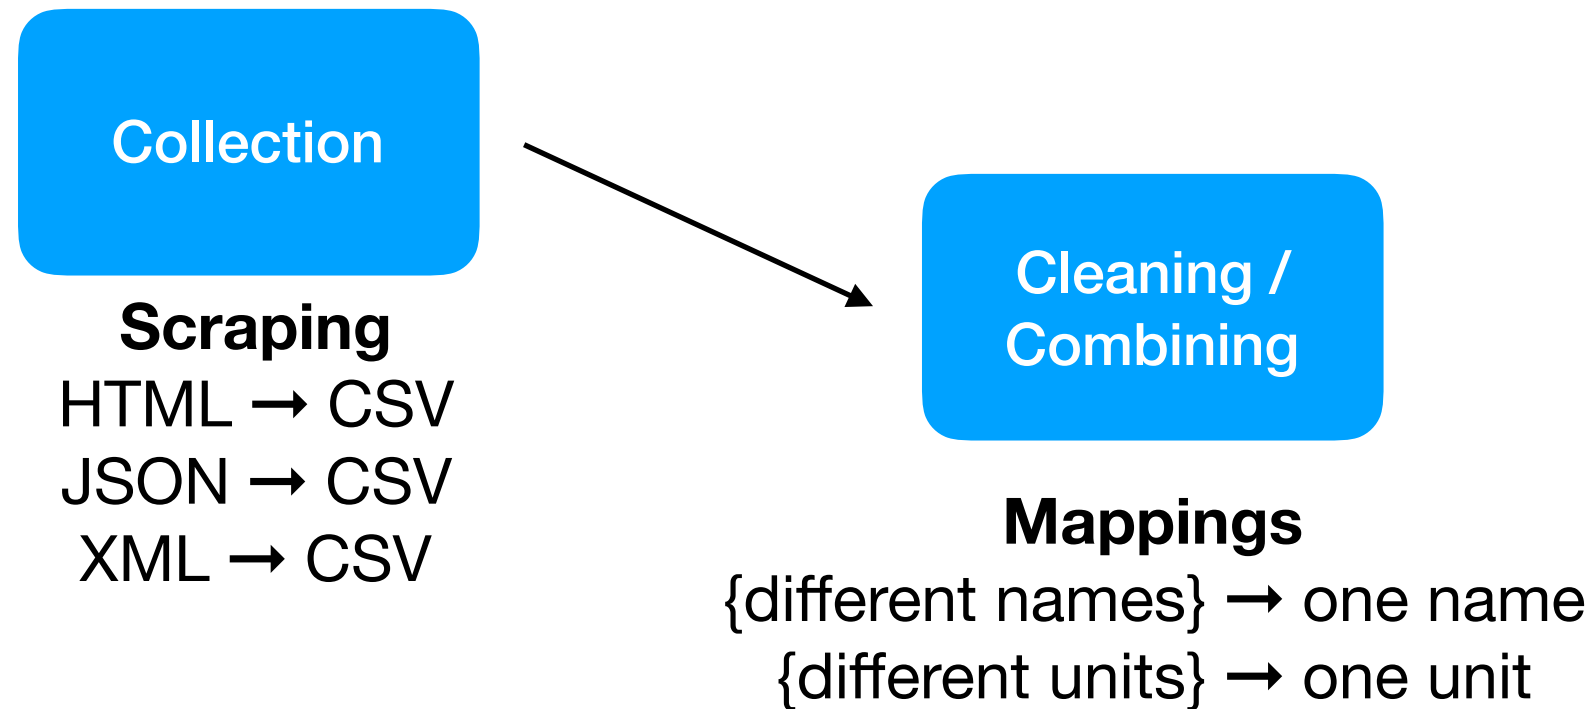 Collection
Scraping
HTML → CSV
JSON → CSV
XML → CSV
Cleaning /
Combining
Mappings
{different names} → one name
{different units} → one unit